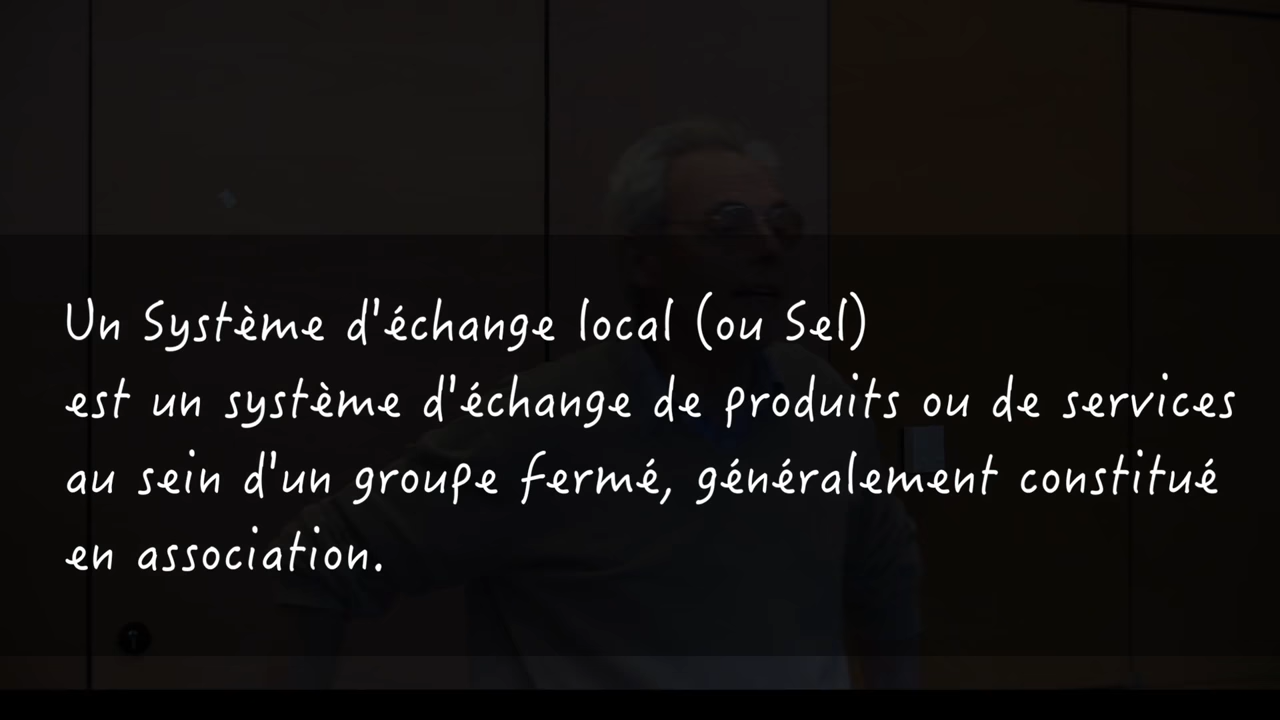 Un Système d'échange local (ou Sel)
est un système d'échange de produits ou de services
au sein d'un groupe fermé, généralement constitué
en association.